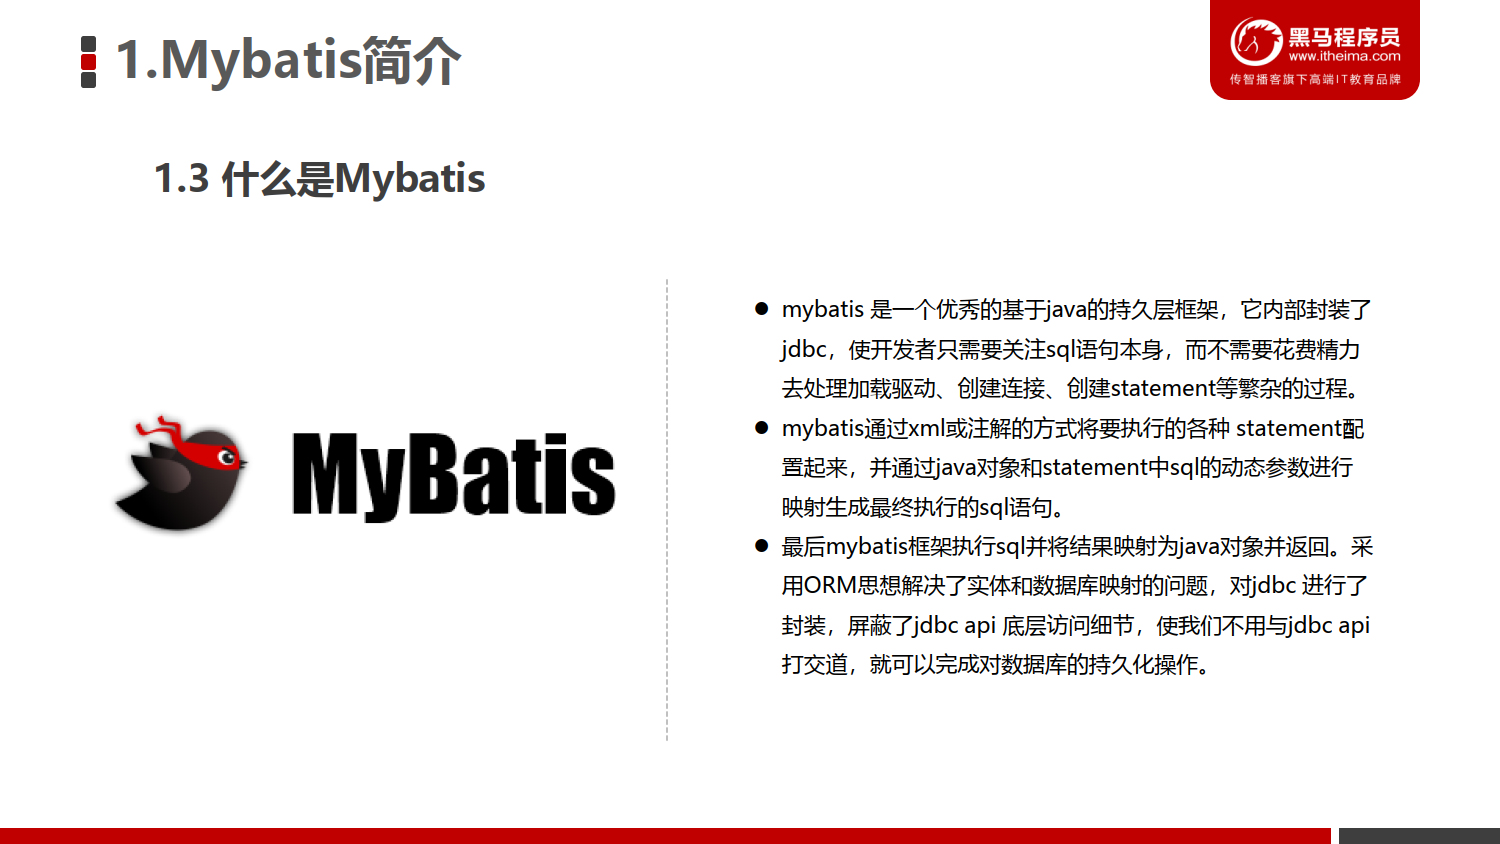 1.Mybatis简介
黑马程序员
www.itheima.com
传智播客旗下高端IT教育品牌
1.3 什么是Mybatis
MyBatis
● mybatis 是一个优秀的基于java的持久层框架，它内部封装了
jdbc，使开发者只需要关注sql语句本身，而不需要花费精力
去处理加载驱动、创建连接、创建statement等繁杂的过程。
● mybatis通过xml或注解的方式将要执行的各种 statement配
置起来，并通过java对象和statement中sql的动态参数进行
映射生成最终执行的sql语句。
● 最后mybatis框架执行sql并将结果映射为java对象并返回。采
用ORM思想解决了实体和数据库映射的问题，对jdbc 进行了
封装，屏蔽了jdbc api 底层访问细节，使我们不用与jdbc api
打交道，就可以完成对数据库的持久化操作。